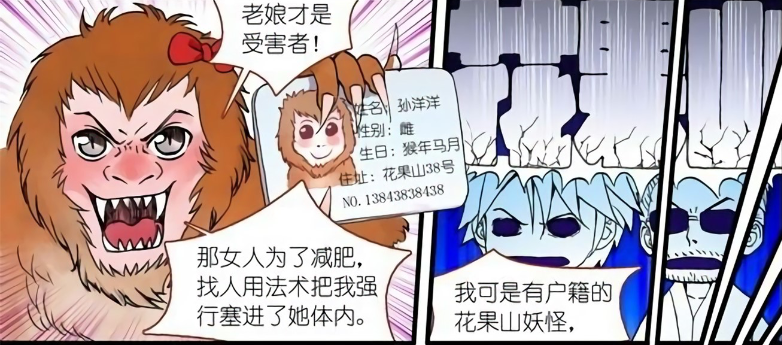 老娘才是
受害者！
姓名：孙洋洋
性别：雌
生日：猴年马月
住址：花果山38号
NO.13843838438
那女人为了减肥，
找人用法术把我强
行塞进了她体内。
我可是有户籍的
花果山妖怪，